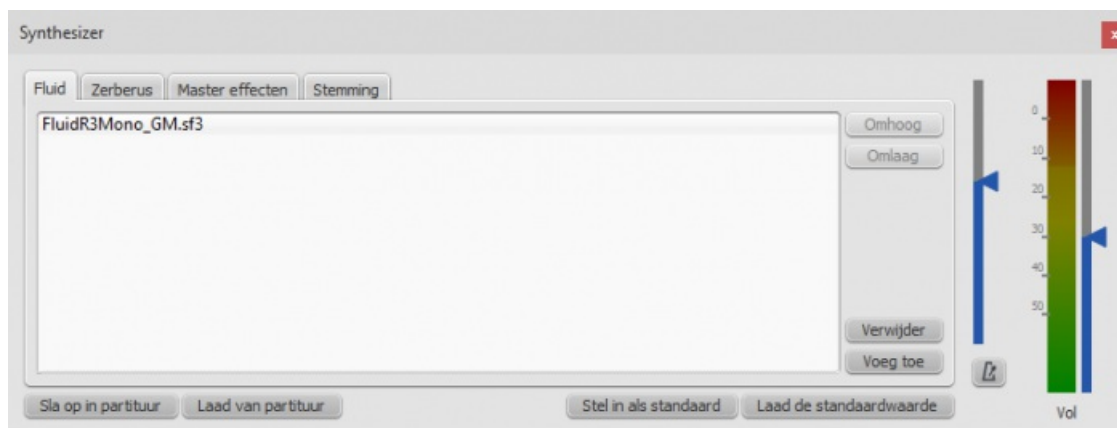 Synthesizer
x
Fluid Zerberus Master effecten Stemming
FluidR3Mono_GM.sf3
Omhoog
Omlaag
Verwijder
Voeg toe
0
10
20
30
40
50
Vol
Sla op in partituur Laad van partituur Stel in als standaard Laad de standaardwaarde